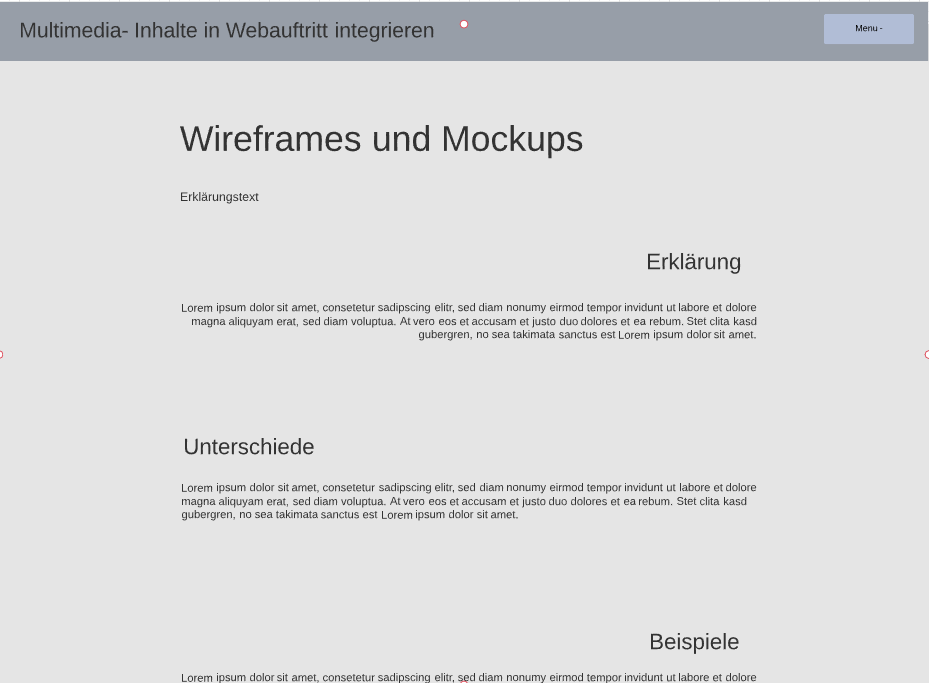 Multimedia- Inhalte in Webauftritt integrieren
Menu -
Wireframes und Mockups
Erklärungstext
Erklärung
Lorem ipsum dolor sit amet, consetetur sadipscing elitr, sed diam nonumy eirmod tempor invidunt ut labore et dolore
magna aliquyam erat, sed diam voluptua. At vero eos et accusam et justo duo dolores et ea rebum. Stet clita kasd
gubergren, no sea takimata sanctus est Lorem ipsum dolor sit amet.
Unterschiede
Lorem ipsum dolor sit amet, consetetur sadipscing elitr, sed diam nonumy eirmod tempor invidunt ut labore et dolore
magna aliquyam erat, sed diam voluptua. At vero eos et accusam et justo duo dolores et ea rebum. Stet clita kasd
gubergren, no sea takimata sanctus est Lorem ipsum dolor sit amet.
Beispiele
Lorem ipsum dolor sit amet, consetetur sadipscing elitr, sed diam nonumy eirmod tempor invidunt ut labore et dolore